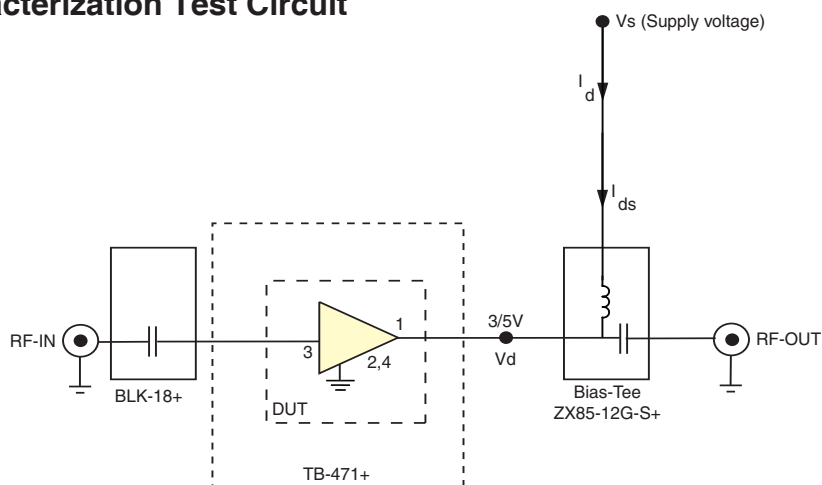 acterization Test Circuit
Vs (Supply voltage)
I d
I ds
RF-IN
BLK-18+
3
1
2,4
DUT
TB-471+
3/5V
Vd
Bias-Tee
ZX85-12G-S+
RF-OUT